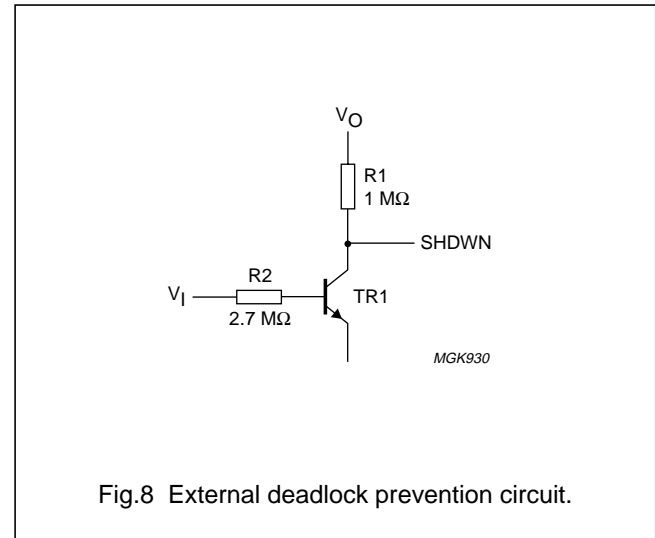 VO
R1
1 MΩ
SHDWN
R2
VI
TR1
2.7 MΩ
MGK930
Fig.8 External deadlock prevention circuit.